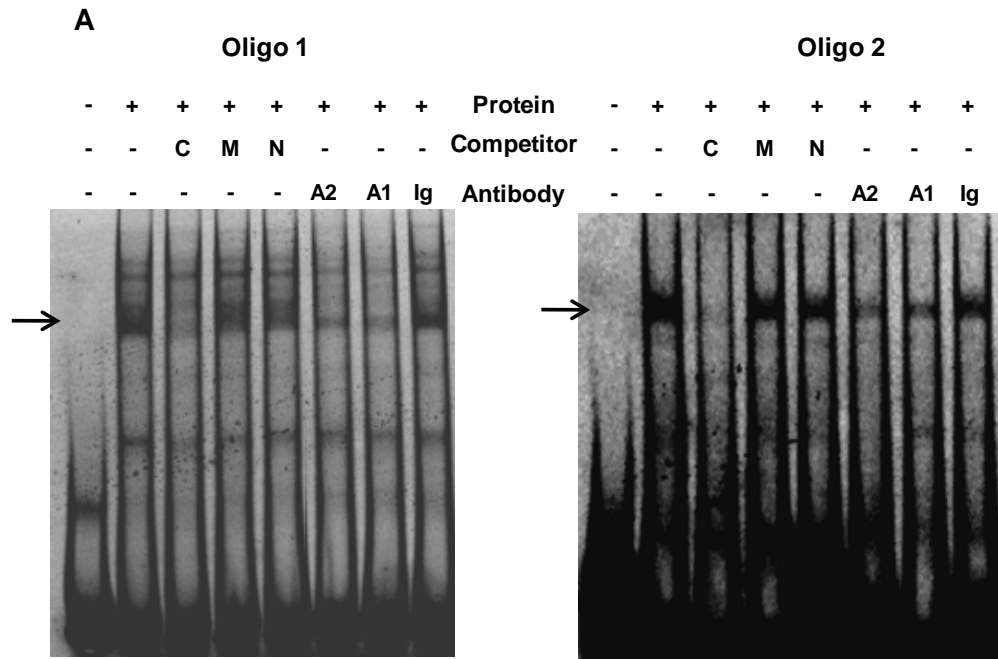 A
Oligo 1 Oligo 2
- + + + + + + + Protein - + + + + + + +
- - C M N - - - Competitor - - C M N - - -
- - - - - A2 A1 Ig Antibody - - - - - A2 A1 Ig